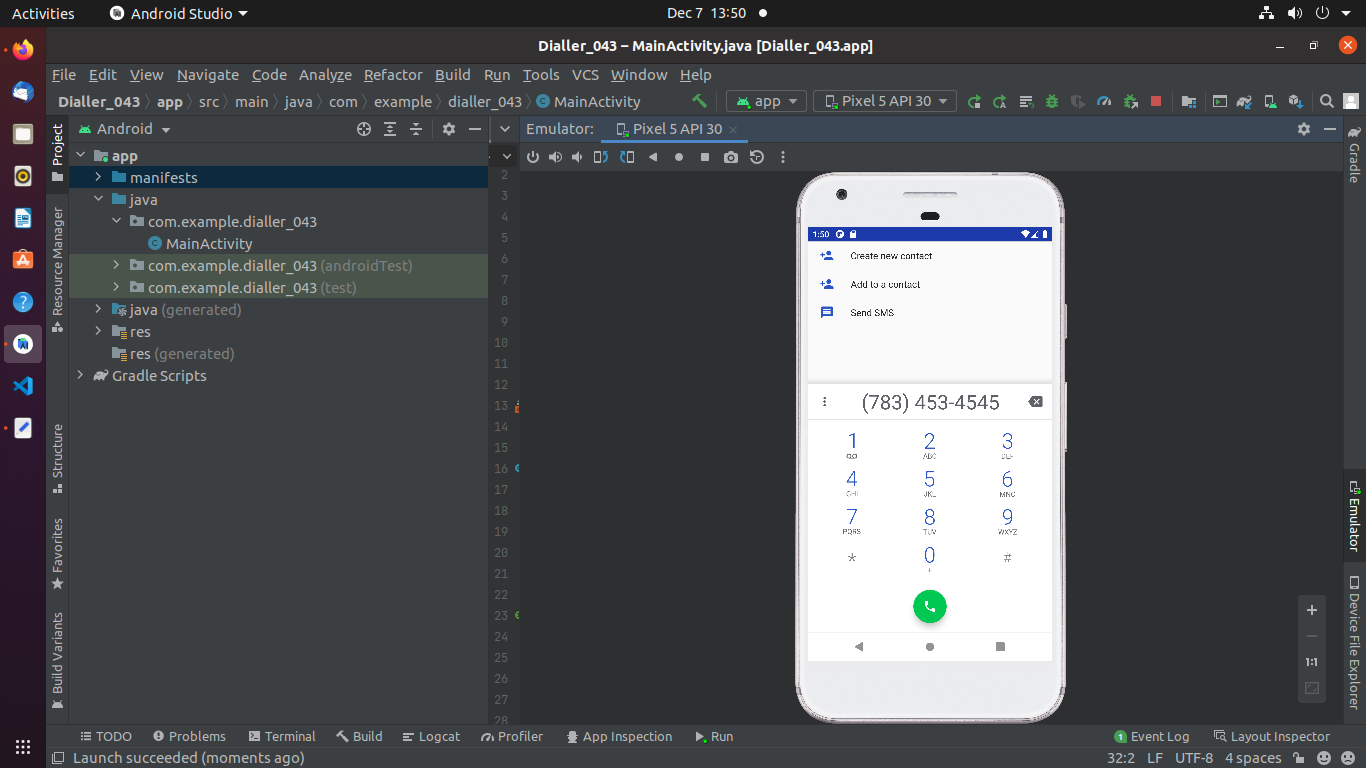 Activities Android Studio Dec 7 13:50
Dialler_043 – MainActivity.java [Dialler_043.app]
File Edit View Navigate Code Analyze Refactor Build Run Tools VCS Window Help
Dialler_043 app src main java com example dialler_043 MainActivity app Pixel 5 API 30
Project
Android
Emulator: Pixel 5 API 30
Gradle
app
manifests
java
com.example.dialler_043
MainActivity
com.example.dialler_043 (androidTest)
com.example.dialler_043 (test)
java (generated)
res
res (generated)
Gradle Scripts
Resource Manager
Structure
Favorites
Build Variants
2
3
4
5
6
7
8
9
10
11
12
13
14
15
16
17
18
19
20
21
22
23
24
25
26
27
28
1:50
Create new contact
Add to a contact
Send SMS
(783) 453-4545
1 2 3
ABC DEF
4 5 6
GHI JKL MNO
7 8 9
PQRS TUV WXYZ
* 0 #
+
1:1
Emulator
Device File Explorer
TODO Problems Terminal Build Logcat Profiler App Inspection Run 1 Event Log Layout Inspector
Launch succeeded (moments ago) 32:2 LF UTF-8 4 spaces